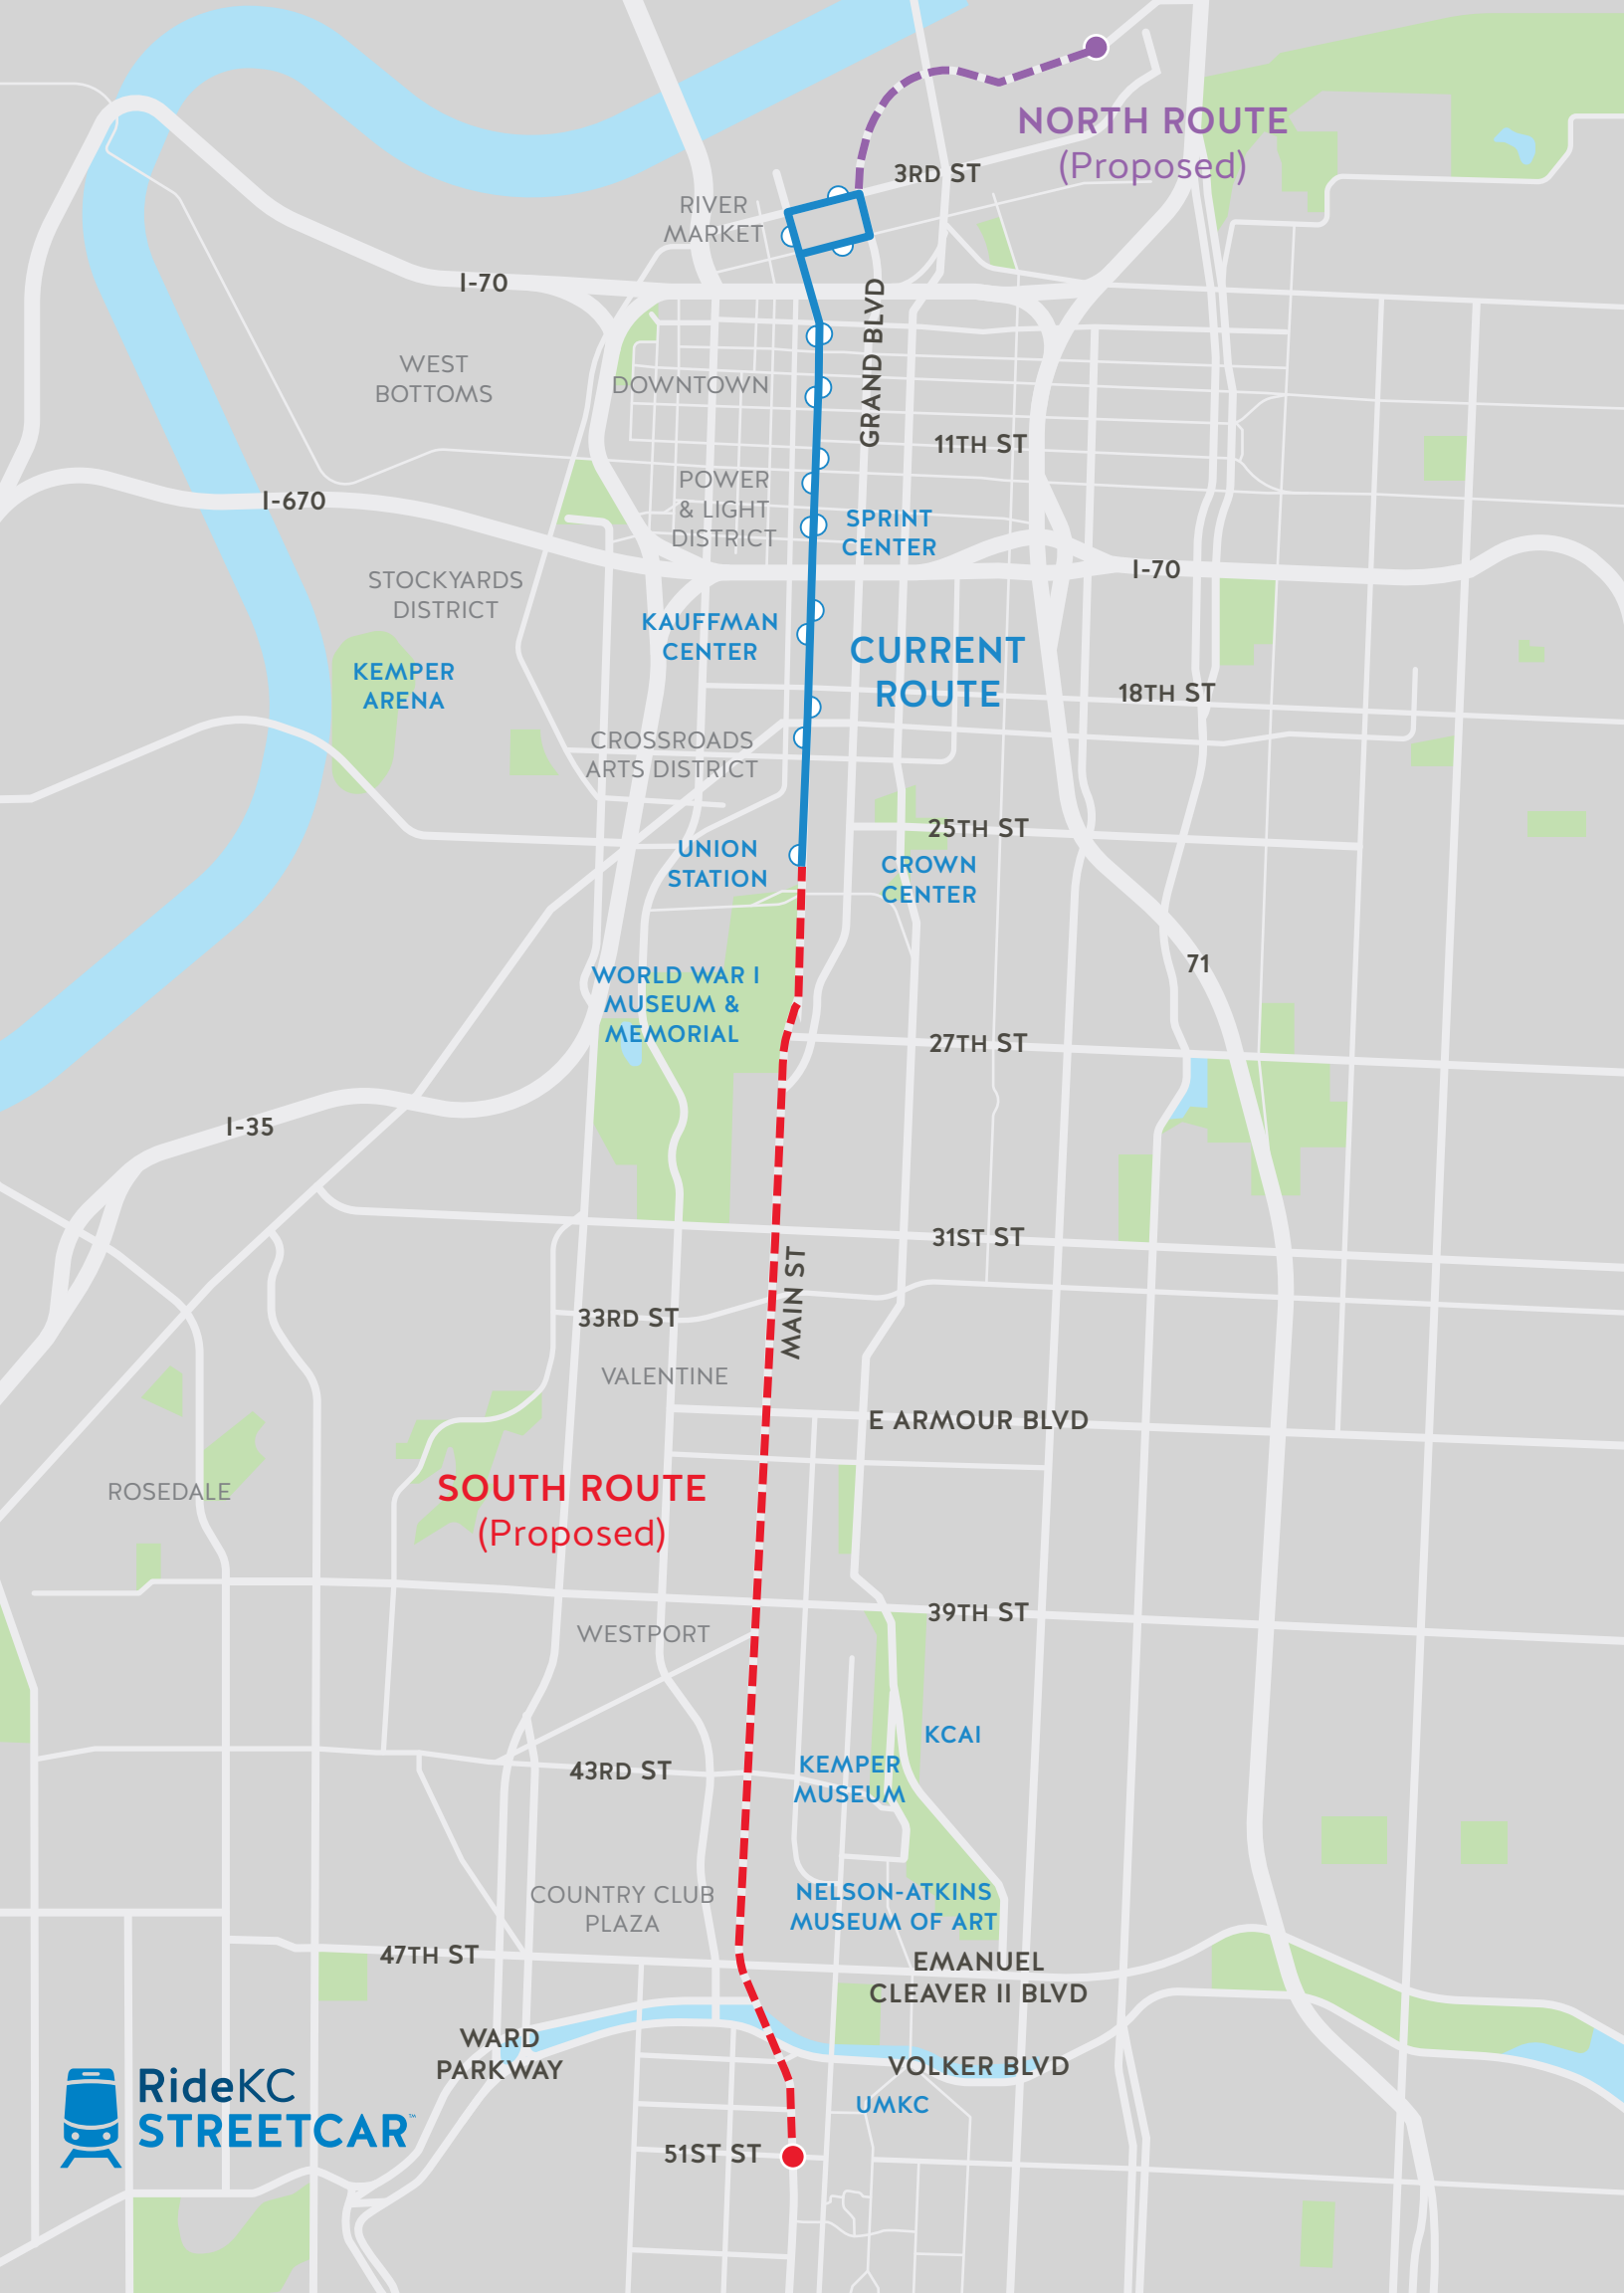 NORTH ROUTE
(Proposed)
3RD ST
RIVER
MARKET
I-70
GRAND BLVD
WEST
BOTTOMS
DOWNTOWN
11TH ST
POWER
& LIGHT
DISTRICT
I-670
SPRINT
CENTER
I-70
STOCKYARDS
DISTRICT
KAUFFMAN
CENTER
CURRENT
ROUTE
KEMPER
ARENA
18TH ST
CROSSROADS
ARTS DISTRICT
25TH ST
UNION
STATION
CROWN
CENTER
71
WORLD WAR I
MUSEUM &
MEMORIAL
27TH ST
I-35
31ST ST
MAIN ST
33RD ST
VALENTINE
E ARMOUR BLVD
SOUTH ROUTE
(Proposed)
ROSEDALE
39TH ST
WESTPORT
KCAI
KEMPER
MUSEUM
43RD ST
COUNTRY CLUB
PLAZA
NELSON-ATKINS
MUSEUM OF ART
47TH ST
EMANUEL
CLEAVER II BLVD
WARD
PARKWAY
VOLKER BLVD
UMKC
RideKC
STREETCAR™
51ST ST